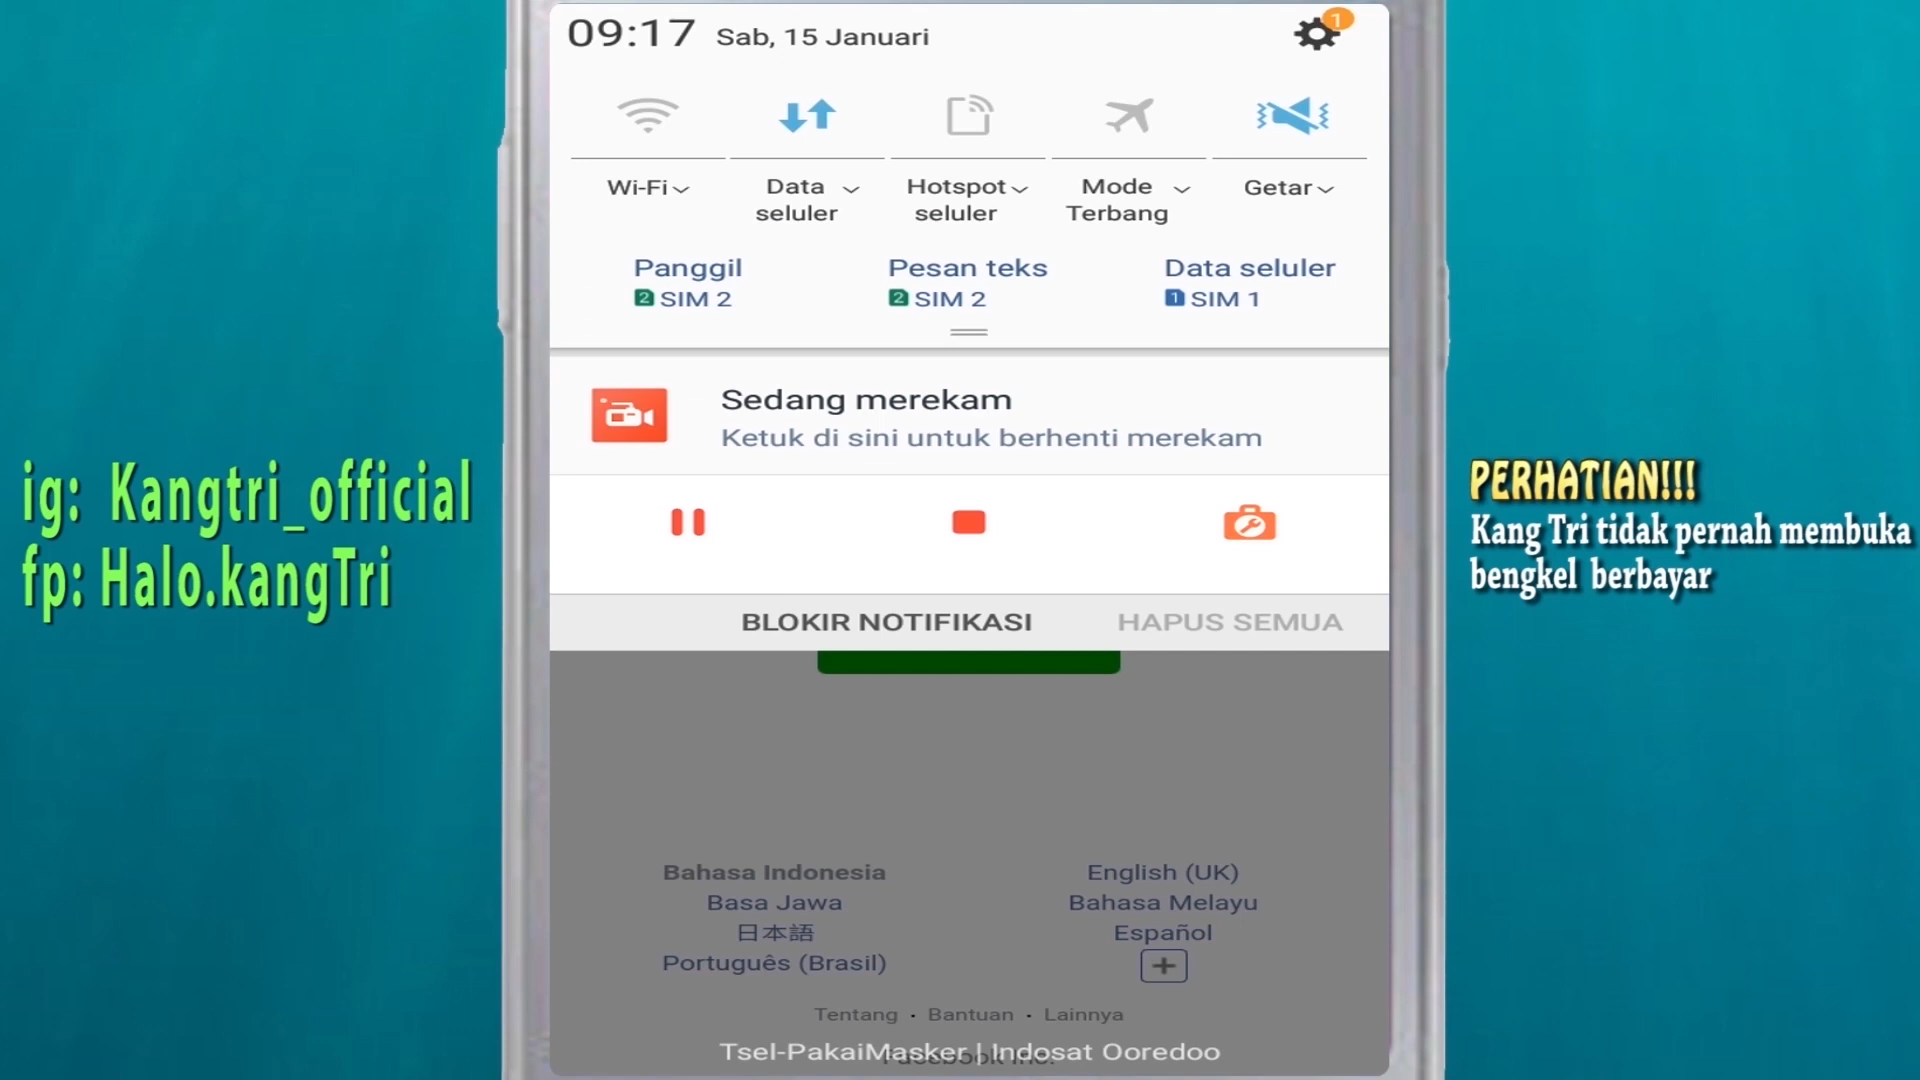 09:17 Sab, 15 Januari
1
Wi-Fi
Data seluler
Hotspot seluler
Mode Terbang
Getar
Panggil
2 SIM 2
Pesan teks
2 SIM 2
Data seluler
1 SIM 1
Sedang merekam
Ketuk di sini untuk berhenti merekam
BLOKIR NOTIFIKASI HAPUS SEMUA
ig: Kangtri_official
fp: Halo.kangTri
PERHATIAN!!!
Kang Tri tidak pernah membuka
bengkel berbayar
Bahasa Indonesia English (UK)
Basa Jawa Bahasa Melayu
日本語 Español
Português (Brasil) +
Tentang · Bantuan · Lainnya
Tsel-PakaiMasker | Indosat Ooredoo